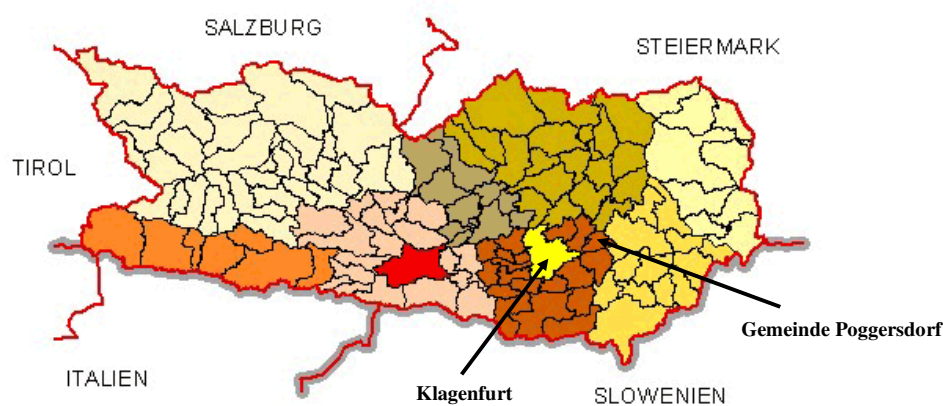 SALZBURG
STEIERMARK
TIROL
Gemeinde Poggersdorf
ITALIEN
Klagenfurt
SLOWENIEN